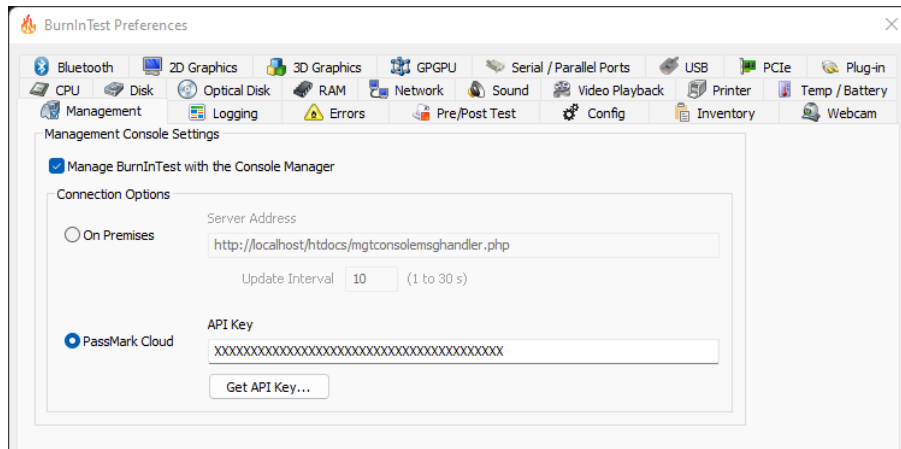 BurnInTest Preferences
Bluetooth 2D Graphics 3D Graphics GPGPU Serial / Parallel Ports USB PCIe Plug-in
CPU Disk Optical Disk RAM Network Sound Video Playback Printer Temp / Battery
Management Logging Errors Pre/Post Test Config Inventory Webcam
Management Console Settings
Manage BurnInTest with the Console Manager
Connection Options
Server Address
On Premises
http://localhost/htdocs/mgtconsolemsghandler.php
Update Interval 10 (1 to 30 s)
API Key
PassMark Cloud
XXXXXXXXXXXXXXXXXXXXXXXXXXXXXXXXXXXXXXXX
Get API Key...